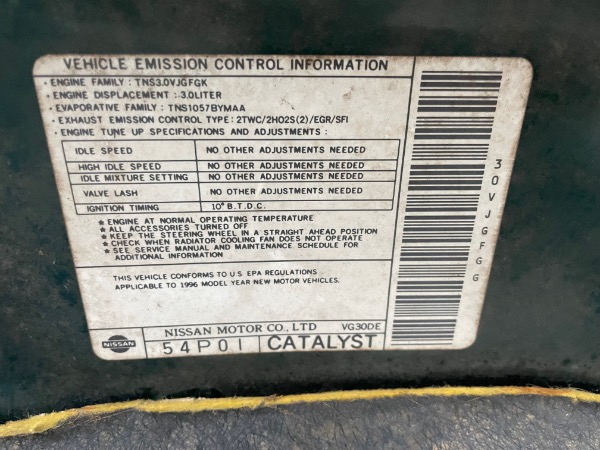 VEHICLE EMISSION CONTROL INFORMATION
• ENGINE FAMILY : TNS3.0VJGFGK
• ENGINE DISPLACEMENT : 3.0LITER
• EVAPORATIVE FAMILY : TNS1057BYMAA
• EXHAUST EMISSION CONTROL TYPE : 2TWC/2HO2S(2)/EGR/SFI
• ENGINE TUNE UP SPECIFICATIONS AND ADJUSTMENTS
IDLE SPEED NO OTHER ADJUSTMENTS NEEDED
HIGH IDLE SPEED NO OTHER ADJUSTMENTS NEEDED
IDLE MIXTURE SETTING NO OTHER ADJUSTMENTS NEEDED
VALVE LASH NO OTHER ADJUSTMENTS NEEDED
IGNITION TIMING 10° B.T.D.C.
* ENGINE AT NORMAL OPERATING TEMPERATURE
* ALL ACCESSORIES TURNED OFF
* KEEP THE STEERING WHEEL IN A STRAIGHT AHEAD POSITION
* CHECK WHEN RADIATOR COOLING FAN DOES NOT OPERATE
* SEE SERVICE MANUAL AND MAINTENANCE SCHEDULE FOR
ADDITIONAL INFORMATION
THIS VEHICLE CONFORMS TO U.S. EPA REGULATIONS
APPLICABLE TO 1996 MODEL YEAR NEW MOTOR VEHICLES.
NISSAN MOTOR CO., LTD VG30DE
NISSAN 54P01 CATALYST
30VJGFGG